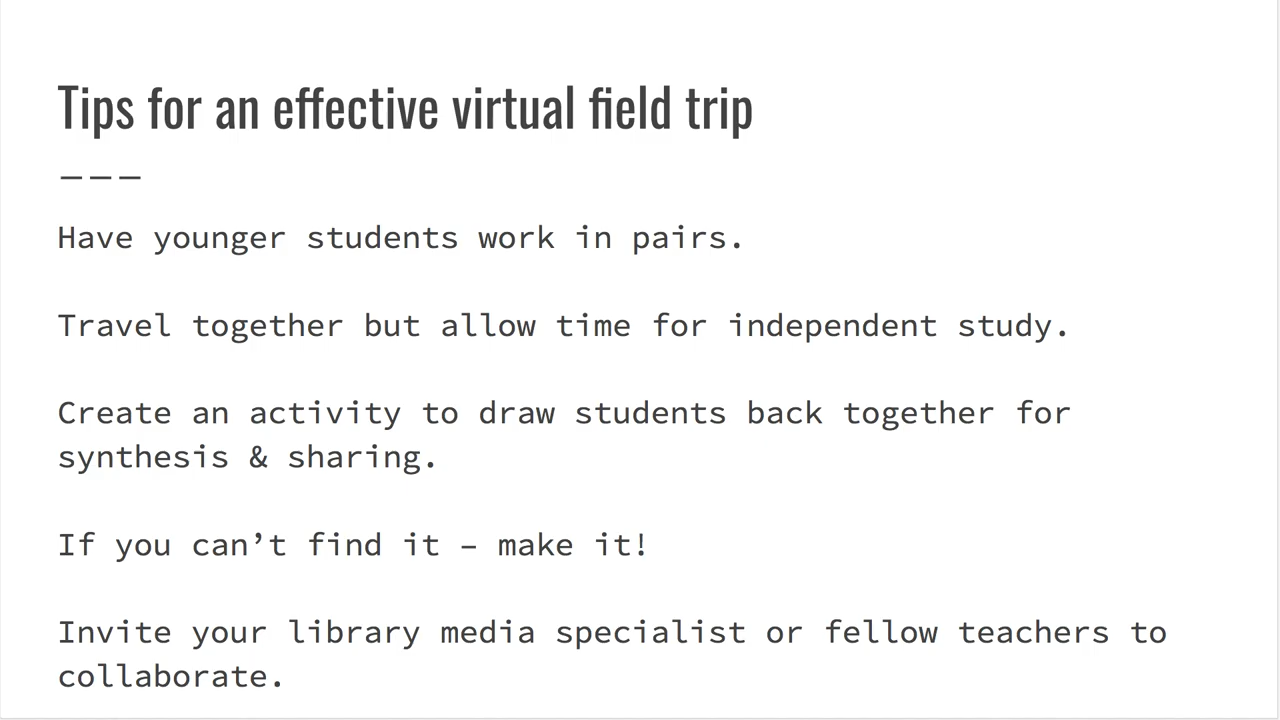 Tips for an effective virtual field trip
———
Have younger students work in pairs.
Travel together but allow time for independent study.
Create an activity to draw students back together for
synthesis & sharing.
If you can’t find it – make it!
Invite your library media specialist or fellow teachers to
collaborate.